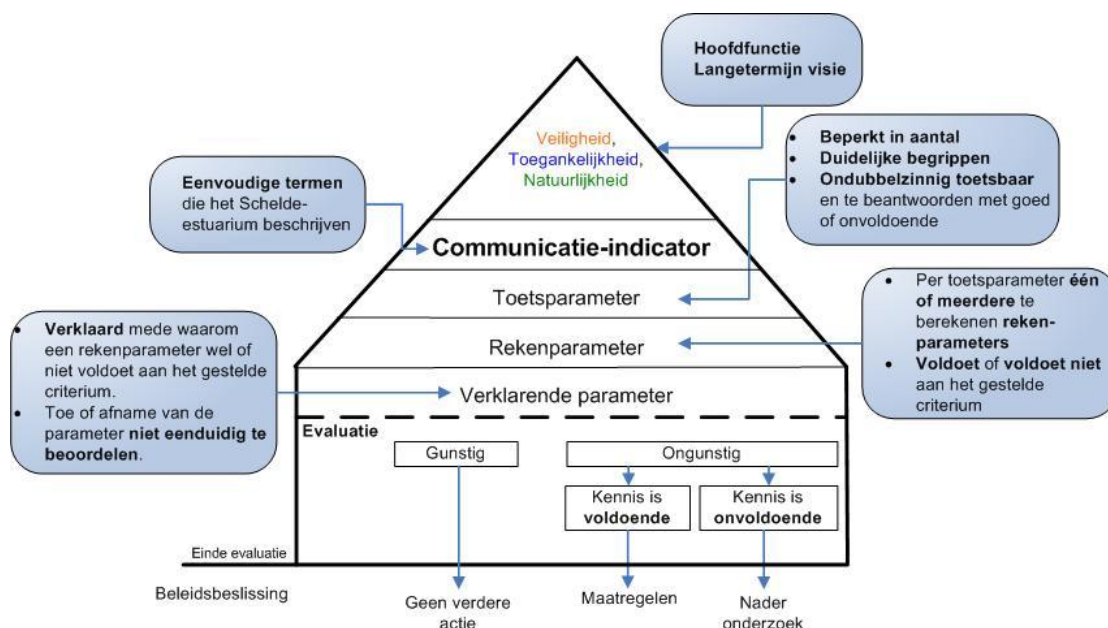 Hoofdfunctie
Langetermijn visie
Veiligheid,
Toegankelijkheid,
Natuurlijkheid
• Beperkt in aantal
• Duidelijke begrippen
• Ondubbelzinnig toetsbaar
en te beantwoorden met goed
of onvoldoende
Eenvoudige termen
die het Schelde-
estuarium beschrijven
Communicatie-indicator
Toetsparameter
• Per toetsparameter één
of meerdere te
berekenen reken-
parameters
• Voldoet of voldoet niet
aan het gestelde
criterium
Rekenparameter
• Verklaard mede waarom
een rekenparameter wel of
niet voldoet aan het gestelde
criterium.
• Toe of afname van de
parameter niet eenduidig te
beoordelen.
Verklarende parameter
Evaluatie
Gunstig
Ongunstig
Kennis is
voldoende
Kennis is
onvoldoende
Einde evaluatie
Beleidsbeslissing
Geen verdere
actie
Maatregelen
Nader
onderzoek